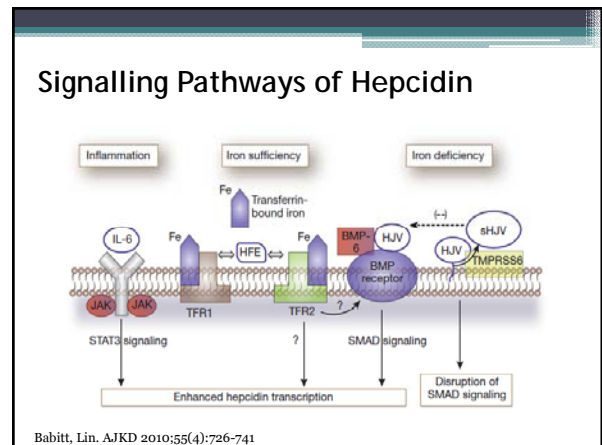 Signalling Pathways of Hepcidin
Inflammation
Iron sufficiency
Iron deficiency
Fe
Transferrin-
bound iron
IL-6
Fe
HFE
Fe
BMP-
6
HJV
(--)
sHJV
HJV
TMPRSS6
BMP
receptor
JAK
JAK
TFR1
TFR2
?
STAT3 signaling
?
SMAD signaling
Enhanced hepcidin transcription
Disruption of
SMAD signaling
Babitt, Lin. AJKD 2010;55(4):726-741